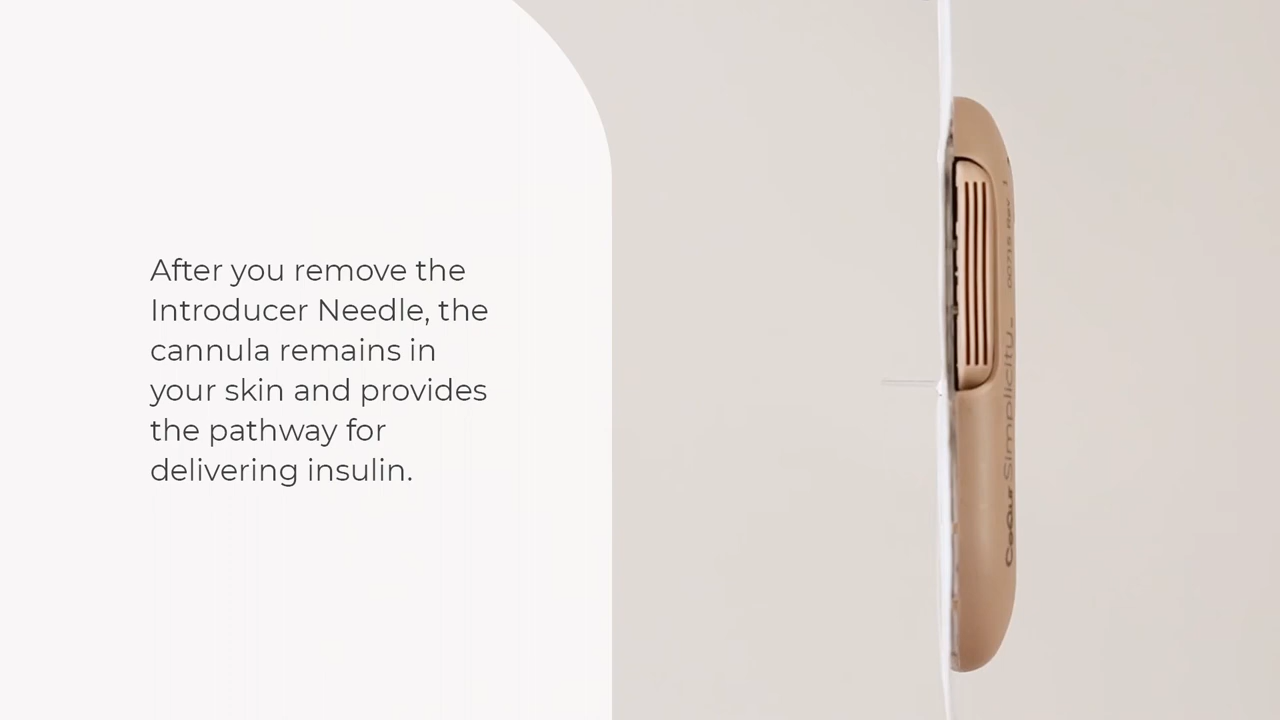 After you remove the
Introducer Needle, the
cannula remains in
your skin and provides
the pathway for
delivering insulin.
CeQur Simplicity™